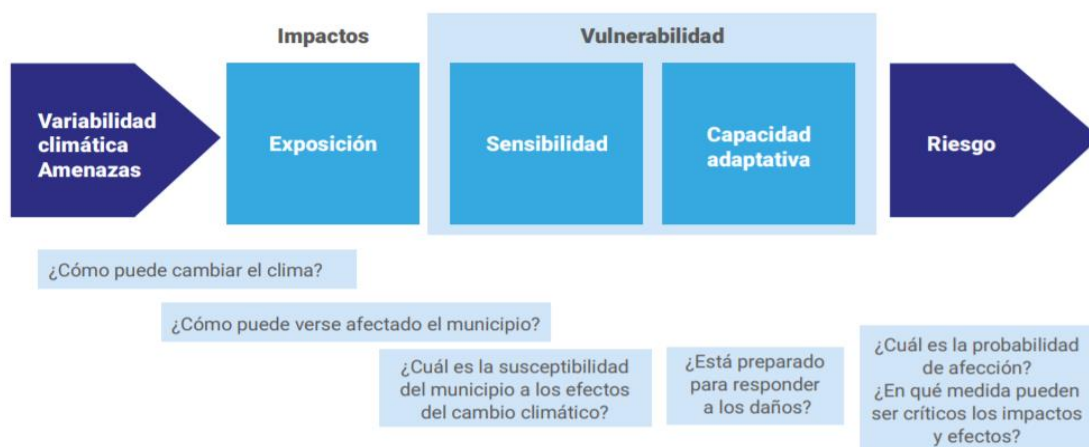 Impactos
Vulnerabilidad
Variabilidad
climática
Amenazas
Exposición
Sensibilidad
Capacidad
adaptativa
Riesgo
¿Cómo puede cambiar el clima?
¿Cómo puede verse afectado el municipio?
¿Cuál es la susceptibilidad
del municipio a los efectos
del cambio climático?
¿Está preparado
para responder
a los daños?
¿Cuál es la probabilidad
de afección?
¿En qué medida pueden
ser críticos los impactos
y efectos?